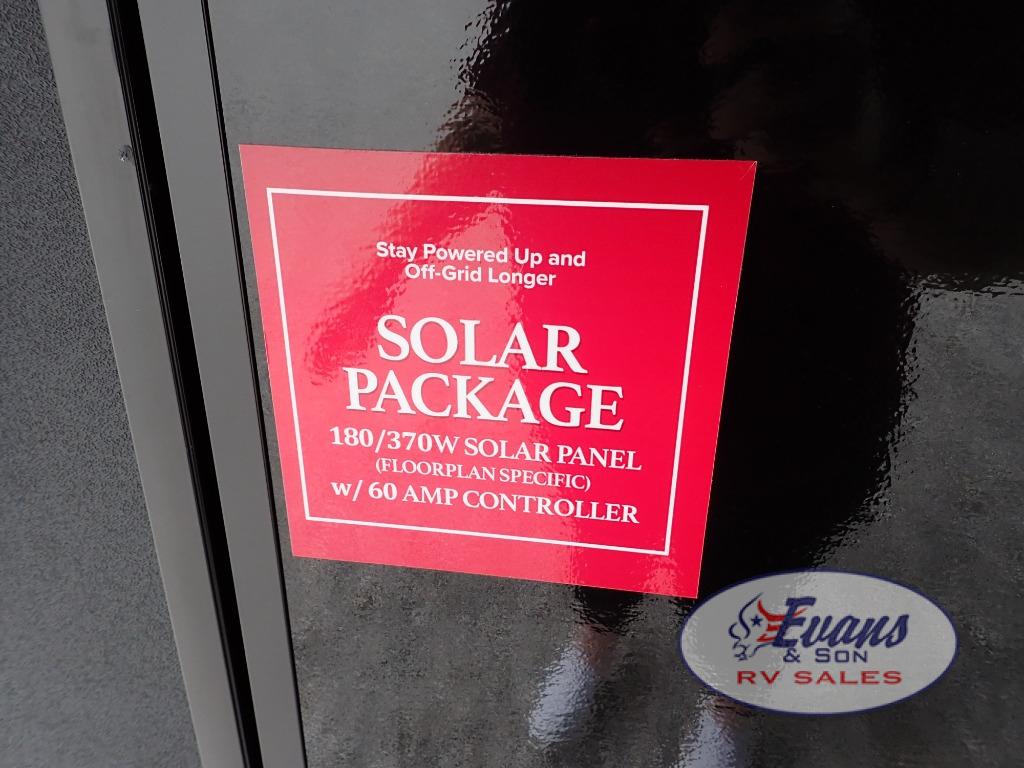 Stay Powered Up and
Off-Grid Longer
SOLAR
PACKAGE
180/370W SOLAR PANEL
(FLOORPLAN SPECIFIC)
w/ 60 AMP CONTROLLER
Evans
& SON
RV SALES